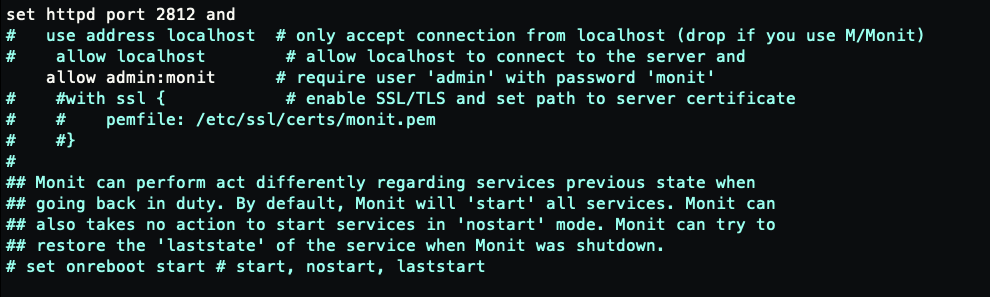 set httpd port 2812 and
#   use address localhost  # only accept connection from localhost (drop if you use M/Monit)
#    allow localhost        # allow localhost to connect to the server and
    allow admin:monit      # require user 'admin' with password 'monit'
#    #with ssl {            # enable SSL/TLS and set path to server certificate
#    #    pemfile: /etc/ssl/certs/monit.pem
#    #}
#
## Monit can perform act differently regarding services previous state when
## going back in duty. By default, Monit will 'start' all services. Monit can
## also takes no action to start services in 'nostart' mode. Monit can try to
## restore the 'laststate' of the service when Monit was shutdown.
# set onreboot start # start, nostart, laststart